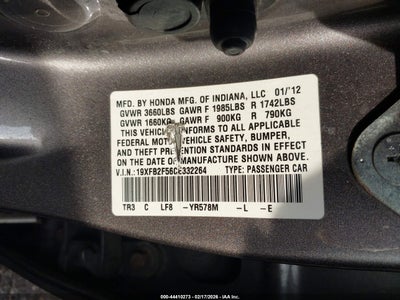 MFD. BY HONDA MFG. OF INDIANA, LLC 01/'12
GVWR 3660LBS GAWR F 1985LBS R 1742LBS
GVWR 1660KG GAWR F 900KG R 790KG
THIS VEHICLE CONFORMS TO ALL APPLICABLE
FEDERAL MOTOR VEHICLE SAFETY, BUMPER,
AND THEFT PREVENTION STANDARDS IN EFFECT
ON THE DATE OF MANUFACTURE SHOWN ABOVE.
V.I.N.:19XFB2F56CE332264 TYPE: PASSENGER CAR
TR3 C LF8 -YR578M -L -E
© IAA - 44410273 - 02/17/2026 - IAA Global